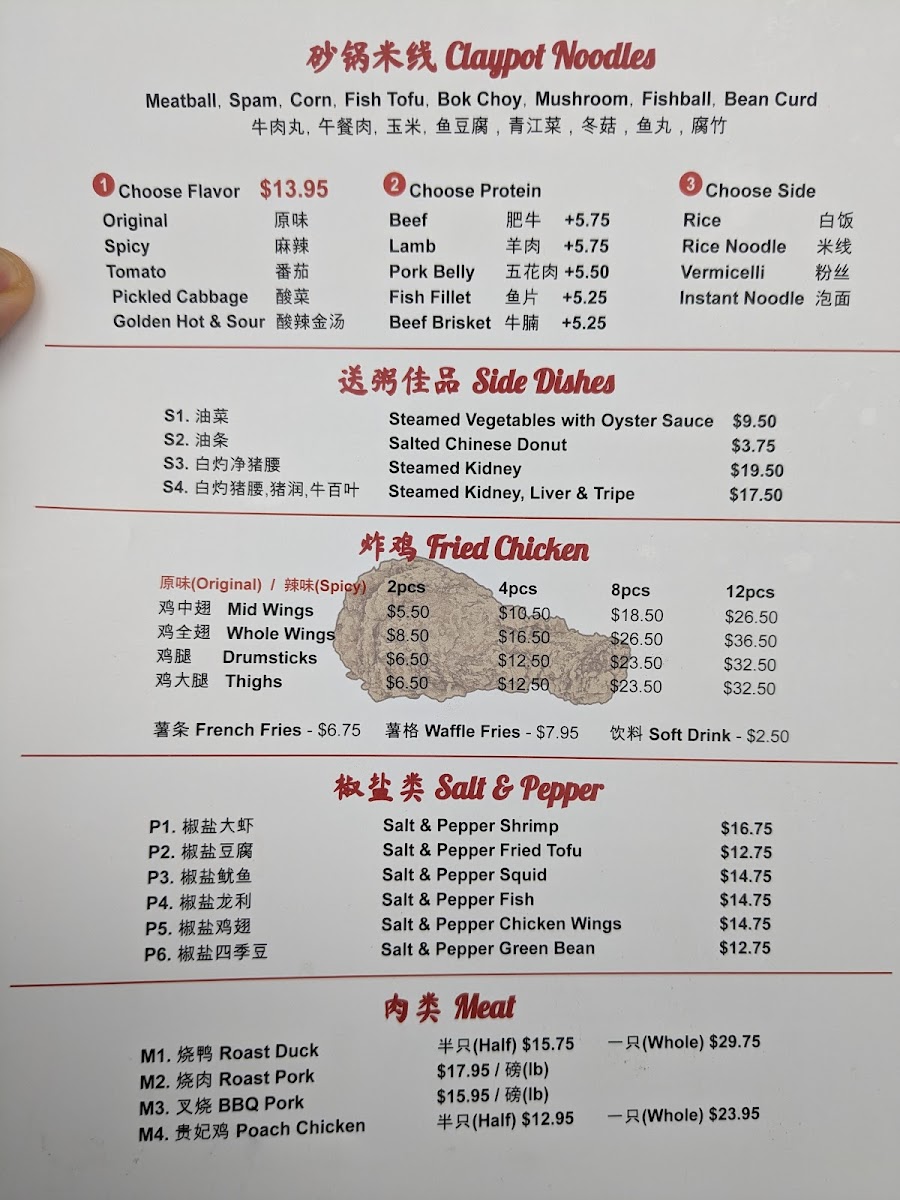 砂锅米线 Claypot Noodles
Meatball, Spam, Corn, Fish Tofu, Bok Choy, Mushroom, Fishball, Bean Curd
牛肉丸, 午餐肉, 玉米, 鱼豆腐 , 青江菜 , 冬菇 , 鱼丸 , 腐竹
1 Choose Flavor $13.95
Original 原味
Spicy 麻辣
Tomato 番茄
Pickled Cabbage 酸菜
Golden Hot & Sour 酸辣金汤
2 Choose Protein
Beef 肥牛 +5.75
Lamb 羊肉 +5.75
Pork Belly 五花肉 +5.50
Fish Fillet 鱼片 +5.25
Beef Brisket 牛腩 +5.25
3 Choose Side
Rice 白饭
Rice Noodle 米线
Vermicelli 粉丝
Instant Noodle 泡面
送粥佳品 Side Dishes
S1. 油菜 Steamed Vegetables with Oyster Sauce $9.50
S2. 油条 Salted Chinese Donut $3.75
S3. 白灼净猪腰 Steamed Kidney $19.50
S4. 白灼猪腰,猪润,牛百叶 Steamed Kidney, Liver & Tripe $17.50
炸鸡 Fried Chicken
原味(Original) / 辣味(Spicy) 2pcs 4pcs 8pcs 12pcs
鸡中翅 Mid Wings $5.50 $10.50 $18.50 $26.50
鸡全翅 Whole Wings $8.50 $16.50 $26.50 $36.50
鸡腿 Drumsticks $6.50 $12.50 $23.50 $32.50
鸡大腿 Thighs $6.50 $12.50 $23.50 $32.50
薯条 French Fries - $6.75 薯格 Waffle Fries - $7.95 饮料 Soft Drink - $2.50
椒盐类 Salt & Pepper
P1. 椒盐大虾 Salt & Pepper Shrimp $16.75
P2. 椒盐豆腐 Salt & Pepper Fried Tofu $12.75
P3. 椒盐鱿鱼 Salt & Pepper Squid $14.75
P4. 椒盐龙利 Salt & Pepper Fish $14.75
P5. 椒盐鸡翅 Salt & Pepper Chicken Wings $14.75
P6. 椒盐四季豆 Salt & Pepper Green Bean $12.75
肉类 Meat
M1. 烧鸭 Roast Duck 半只(Half) $15.75 一只(Whole) $29.75
M2. 烧肉 Roast Pork $17.95 / 磅(lb)
M3. 叉烧 BBQ Pork $15.95 / 磅(lb)
M4. 贵妃鸡 Poach Chicken 半只(Half) $12.95 一只(Whole) $23.95